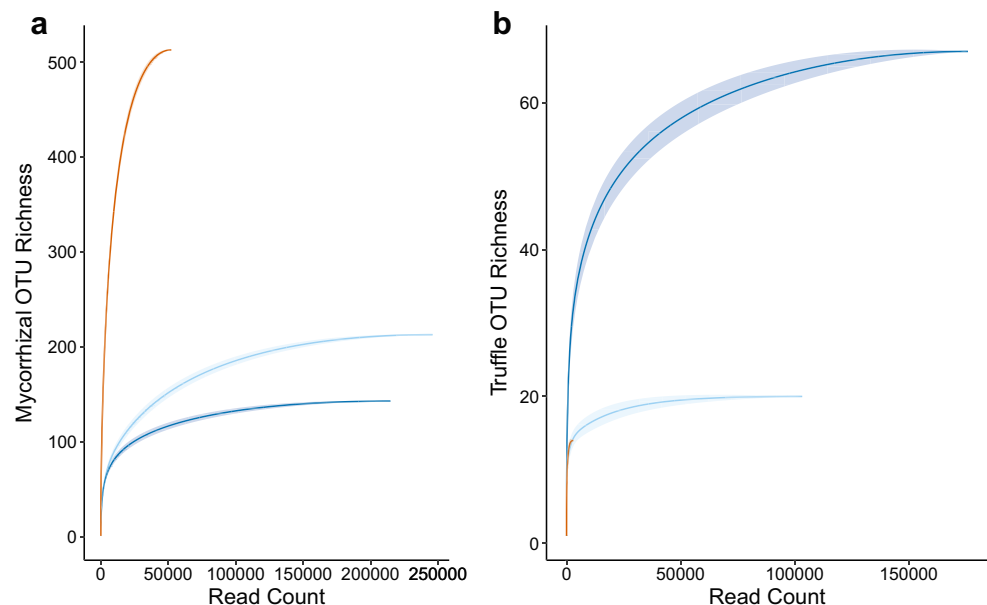 a
Mycorrhizal OTU Richness
500
400
300
200
100
0
0 50000 100000 150000 200000 250000
Read Count
b
Truffle OTU Richness
60
40
20
0
0 50000 100000 150000
Read Count